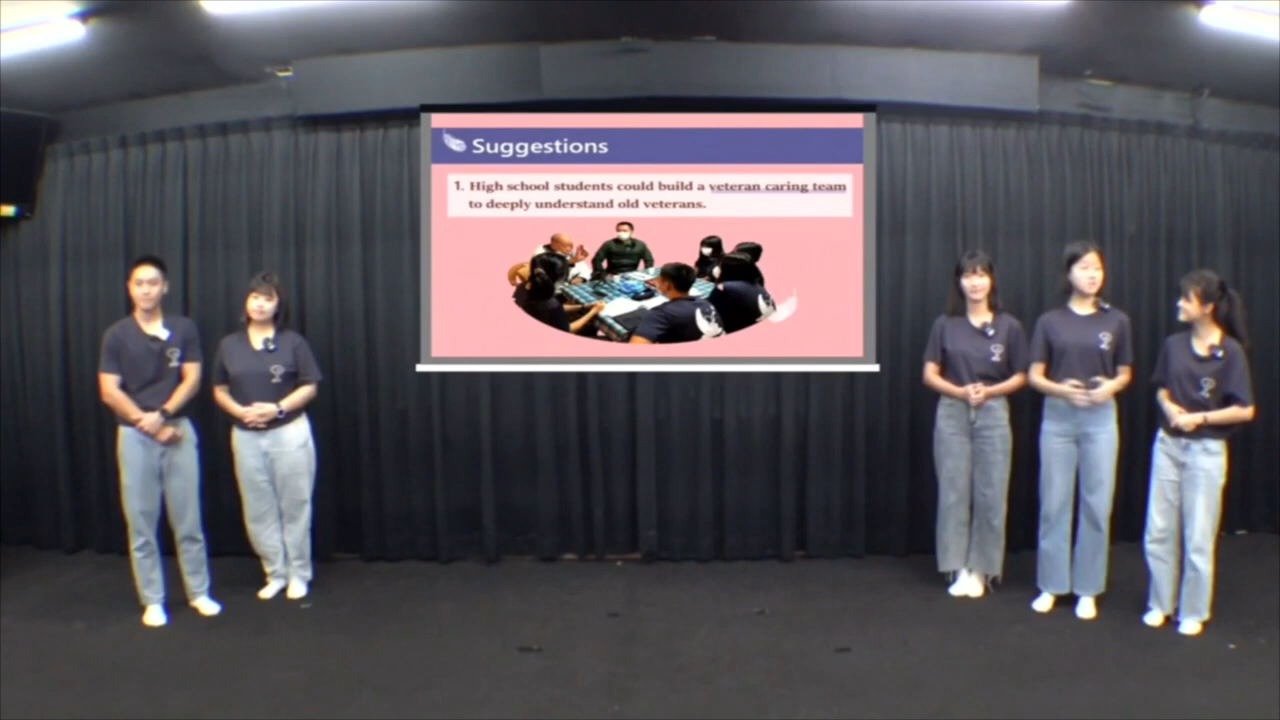 Suggestions
1. High school students could build a veteran caring team
to deeply understand old veterans.